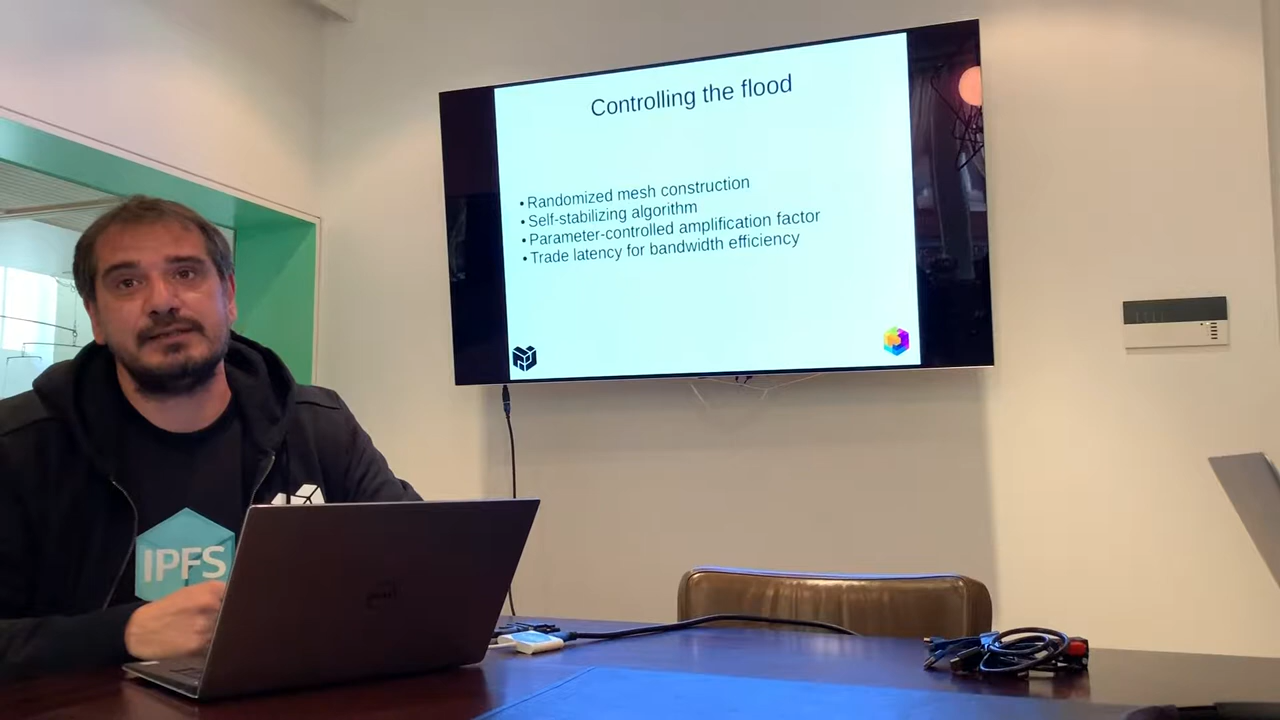 Controlling the flood
• Randomized mesh construction
• Self-stabilizing algorithm
• Parameter-controlled amplification factor
• Trade latency for bandwidth efficiency
IPFS
DELL